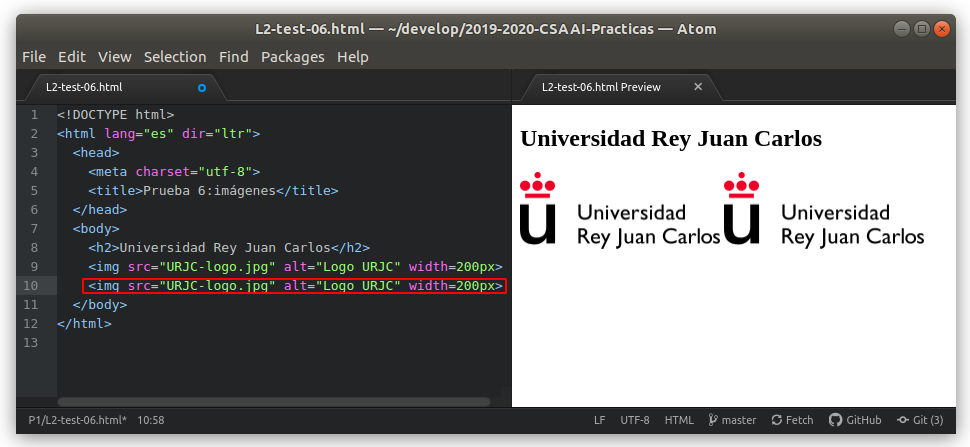 L2-test-06.html — ~/develop/2019-2020-CSAAI-Practicas — Atom
File Edit View Selection Find Packages Help
L2-test-06.html
L2-test-06.html Preview
1 <!DOCTYPE html>
2 <html lang="es" dir="ltr">
3 <head>
4 <meta charset="utf-8">
5 <title>Prueba 6:imágenes</title>
6 </head>
7 <body>
8 <h2>Universidad Rey Juan Carlos</h2>
9 <img src="URJC-logo.jpg" alt="Logo URJC" width=200px>
10 <img src="URJC-logo.jpg" alt="Logo URJC" width=200px>
11 </body>
12 </html>
13
Universidad Rey Juan Carlos
u Universidad
Rey Juan Carlos
u Universidad
Rey Juan Carlos
P1/L2-test-06.html* 10:58 LF UTF-8 HTML master Fetch GitHub Git (3)